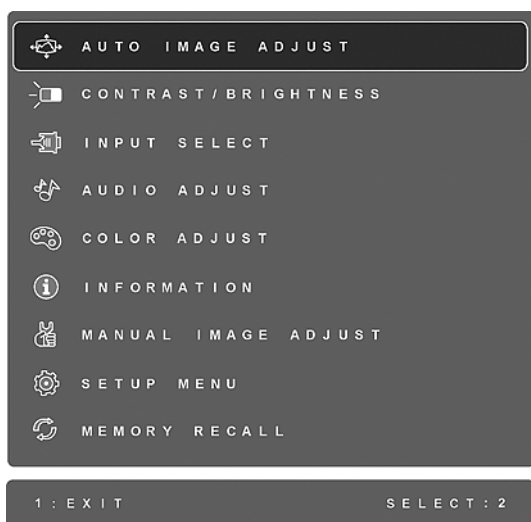 AUTO IMAGE ADJUST
CONTRAST/BRIGHTNESS
INPUT SELECT
AUDIO ADJUST
COLOR ADJUST
INFORMATION
MANUAL IMAGE ADJUST
SETUP MENU
MEMORY RECALL
1:EXIT SELECT:2